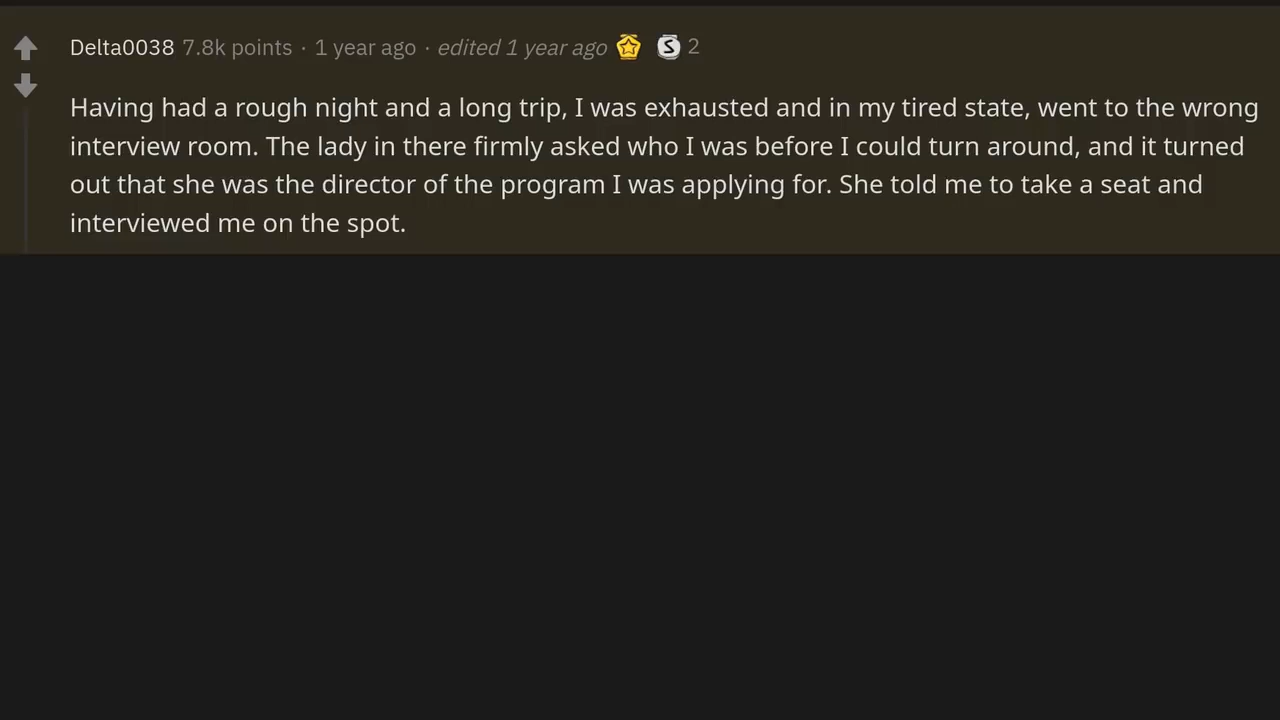 Delta0038 7.8k points · 1 year ago · edited 1 year ago S 2
Having had a rough night and a long trip, I was exhausted and in my tired state, went to the wrong
interview room. The lady in there firmly asked who I was before I could turn around, and it turned
out that she was the director of the program I was applying for. She told me to take a seat and
interviewed me on the spot.